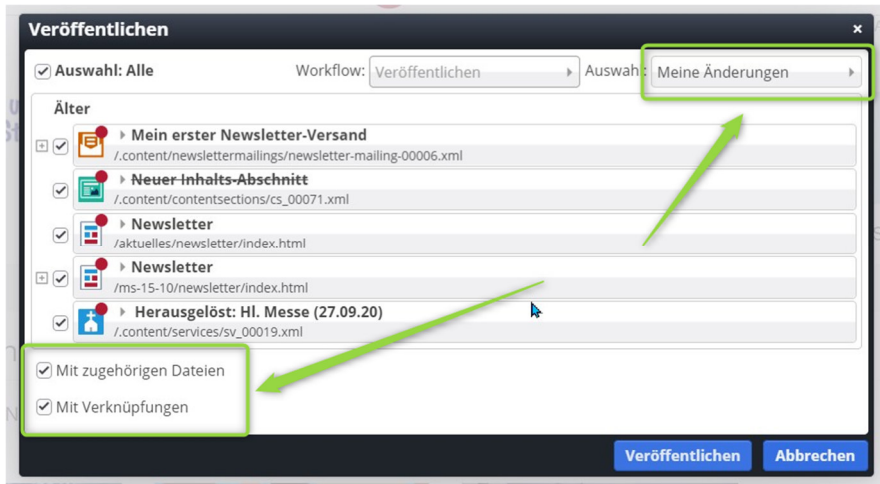 Veröffentlichen
Auswahl: Alle
Workflow: Veröffentlichen
Auswahl: Meine Änderungen
Älter
Mein erster Newsletter-Versand
/.content/newslettermailings/newsletter-mailing-00006.xml
Neuer Inhalts-Abschnitt
/.content/contentsections/cs_00071.xml
Newsletter
/aktuelles/newsletter/index.html
Newsletter
/ms-15-10/newsletter/index.html
Herausgelöst: Hl. Messe (27.09.20)
/.content/services/sv_00019.xml
Mit zugehörigen Dateien
Mit Verknüpfungen
Veröffentlichen
Abbrechen